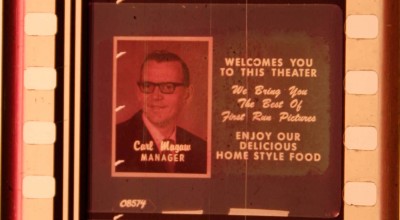 WELCOMES YOU
TO THIS THEATER
We Bring You
The Best Of
First Run Pictures
ENJOY OUR
DELICIOUS
HOME STYLE FOOD
Carl Magaw
MANAGER
08574